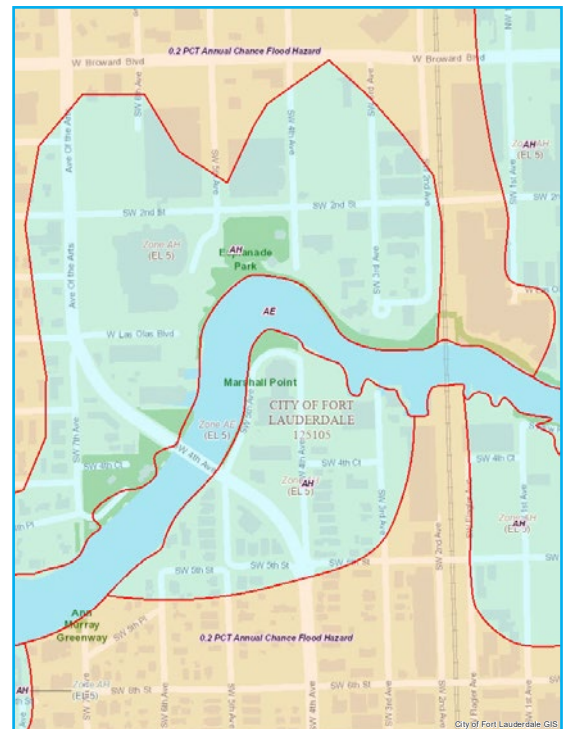 0.2 PCT Annual Chance Flood Hazard
W Broward Blvd
W Broward Blvd
SW 6th Ave
SW 5th Ave
SW 4th Ave
SW 3rd Ave
SW 2nd Ave
Ave Of the Arts
SW 1st Ave
AH
(EL 5)
SW 2nd St
SW 2nd St
Zone AH
(EL 5)
AH
Esplanade
Park
SW 3rd Ave
Ave Of the Arts
AE
W Las Olas Blvd
Marshall Point
SW 5th Ave
CITY OF FORT
LAUDERDALE
125105
Zone AE
(EL 5)
SW 7th Ave
SW 4th Ave
SW 4th Ct
SW 4th Ct
SW 4th Ct
SW 4th Ave
SW 3rd Ave
AH
(EL 5)
SW 2nd Ave
SW Flagler Ave
SW 1st Ave
AH
SW 5th St
SW 5th St
Ann
Murray
Greenway
SW 5th Pl
0.2 PCT Annual Chance Flood Hazard
AH
Zone AH
(EL 5)
SW 6th St
SW 6th St
City of Fort Lauderdale GIS